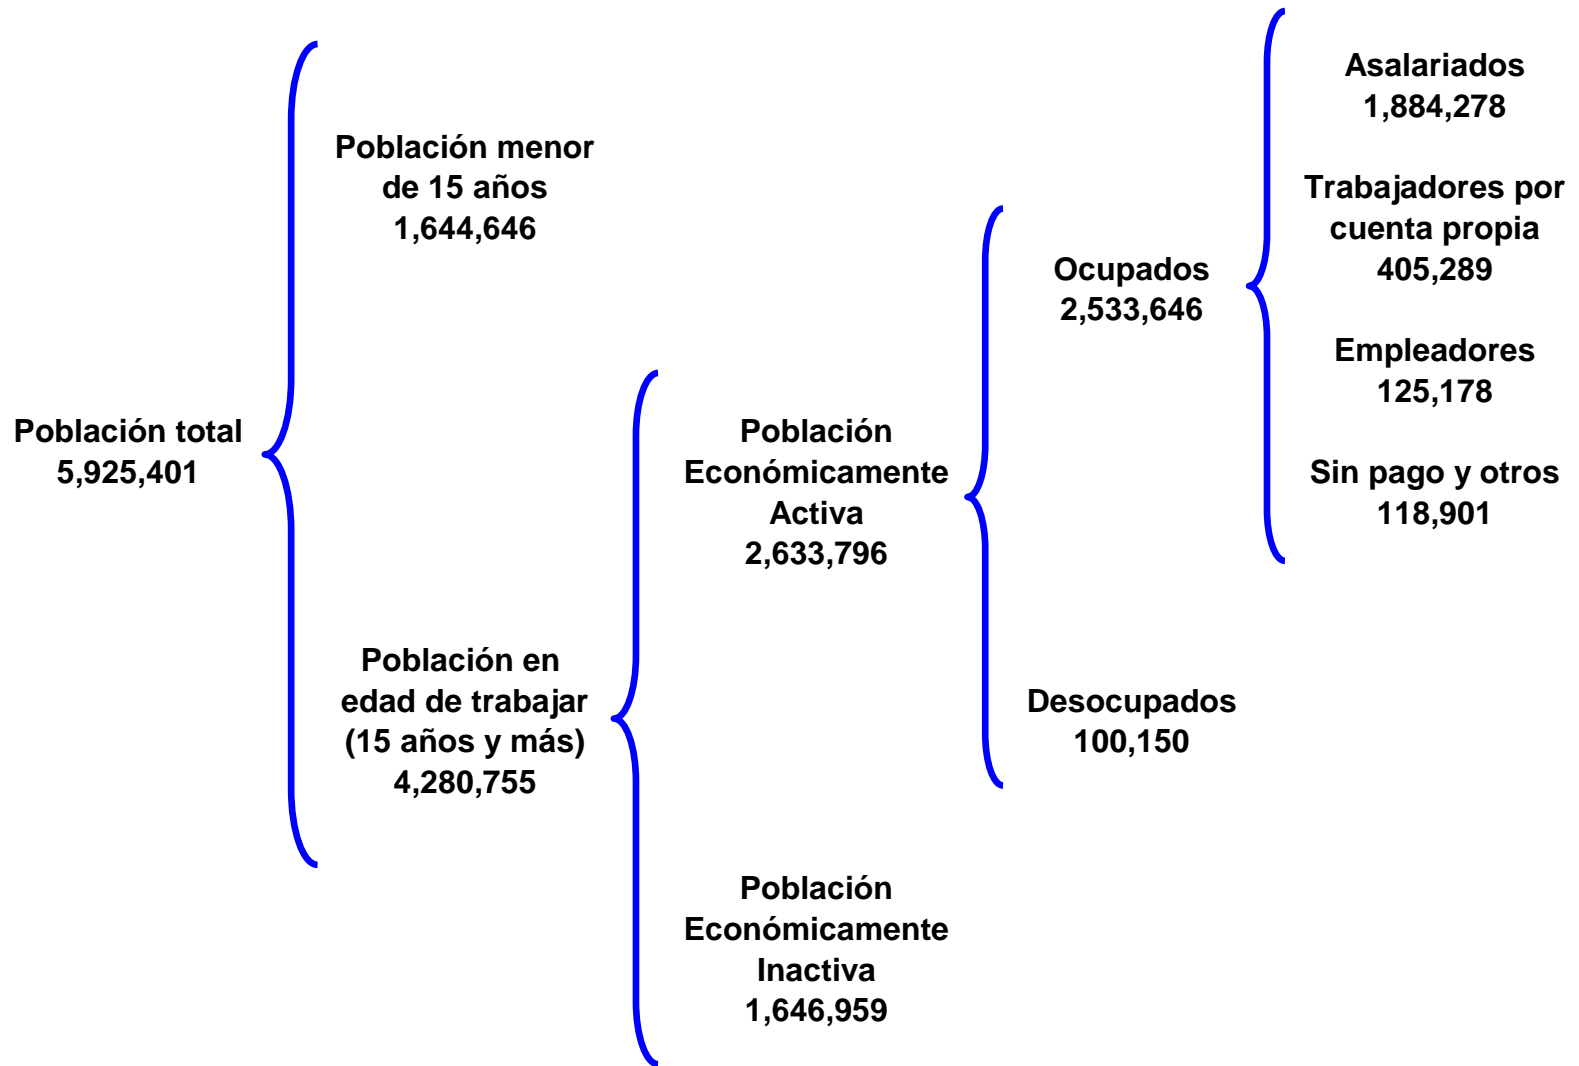 Población total
5,925,401
Población menor
de 15 años
1,644,646
Población en
edad de trabajar
(15 años y más)
4,280,755
Población
Económicamente
Activa
2,633,796
Población
Económicamente
Inactiva
1,646,959
Ocupados
2,533,646
Desocupados
100,150
Asalariados
1,884,278
Trabajadores por
cuenta propia
405,289
Empleadores
125,178
Sin pago y otros
118,901